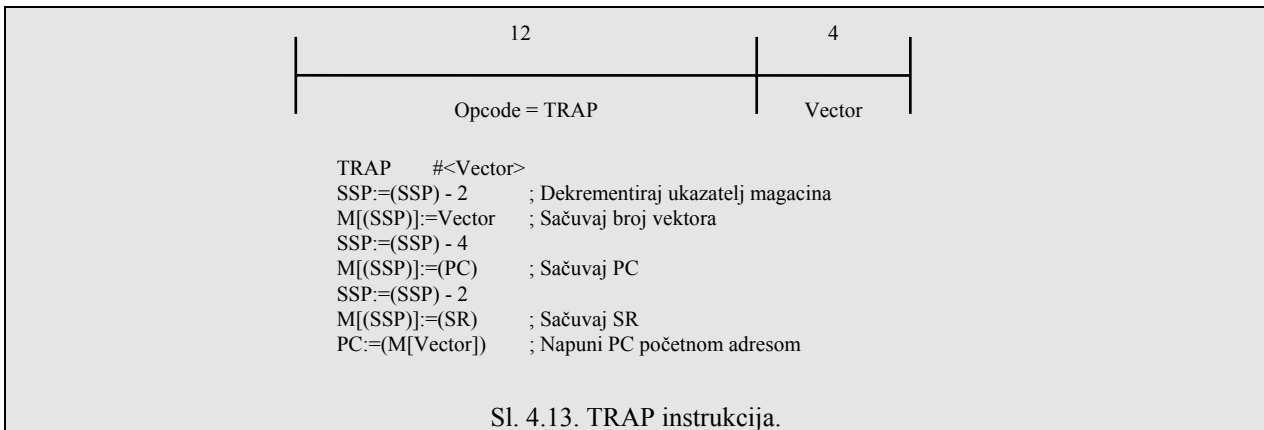 12 4
Opcode = TRAP Vector
TRAP #<Vector>
SSP:=(SSP) - 2 ; Dekrementiraj ukazatelj magacina
M[(SSP)]:=Vector ; Sačuvaj broj vektora
SSP:=(SSP) - 4
M[(SSP)]:=(PC) ; Sačuvaj PC
SSP:=(SSP) - 2
M[(SSP)]:=(SR) ; Sačuvaj SR
PC:=(M[Vector]) ; Napuni PC početnom adresom
Sl. 4.13. TRAP instrukcija.